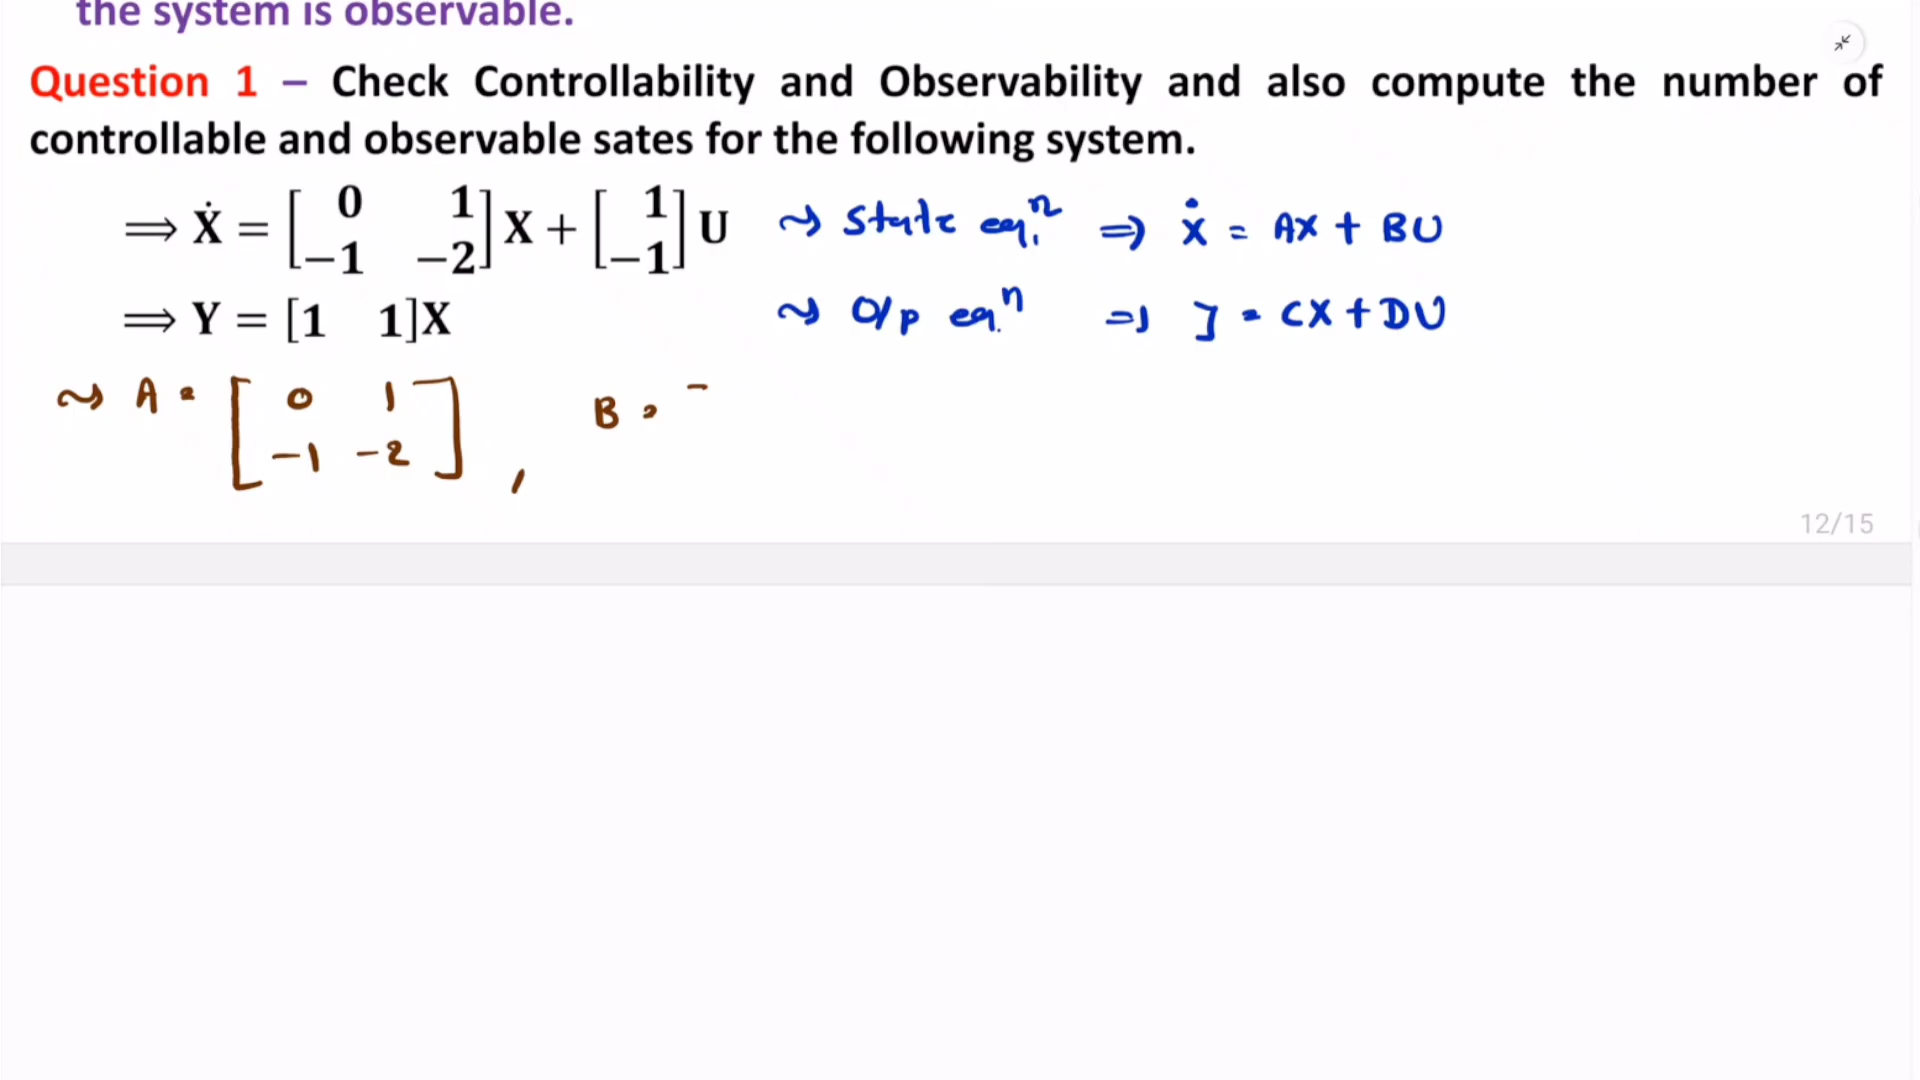 the system is observable.
Question 1 – Check Controllability and Observability and also compute the number of
controllable and observable sates for the following system.
⟹ Ẋ = [0 1; −1 −2] X + [1; −1] U ⇝ State eqⁿ. ⇒ ẋ = AX + BU
⟹ Y = [1 1]X ⇝ O/p eq.ⁿ ⇒ Y = CX + DU
⇝ A = [0 1; -1 -2] , B =
12/15